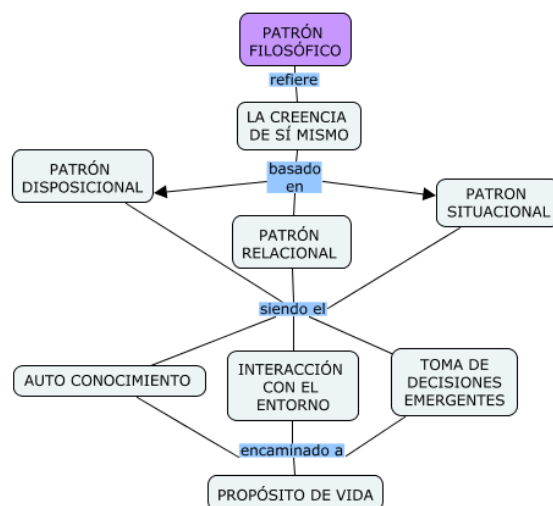 PATRÓN
FILOSÓFICO
refiere
LA CREENCIA
DE SÍ MISMO
basado
en
PATRÓN
DISPOSICIONAL
PATRÓN
RELACIONAL
PATRON
SITUACIONAL
siendo el
AUTO CONOCIMIENTO
INTERACCIÓN
CON EL
ENTORNO
TOMA DE
DECISIONES
EMERGENTES
encaminado a
PROPÓSITO DE VIDA